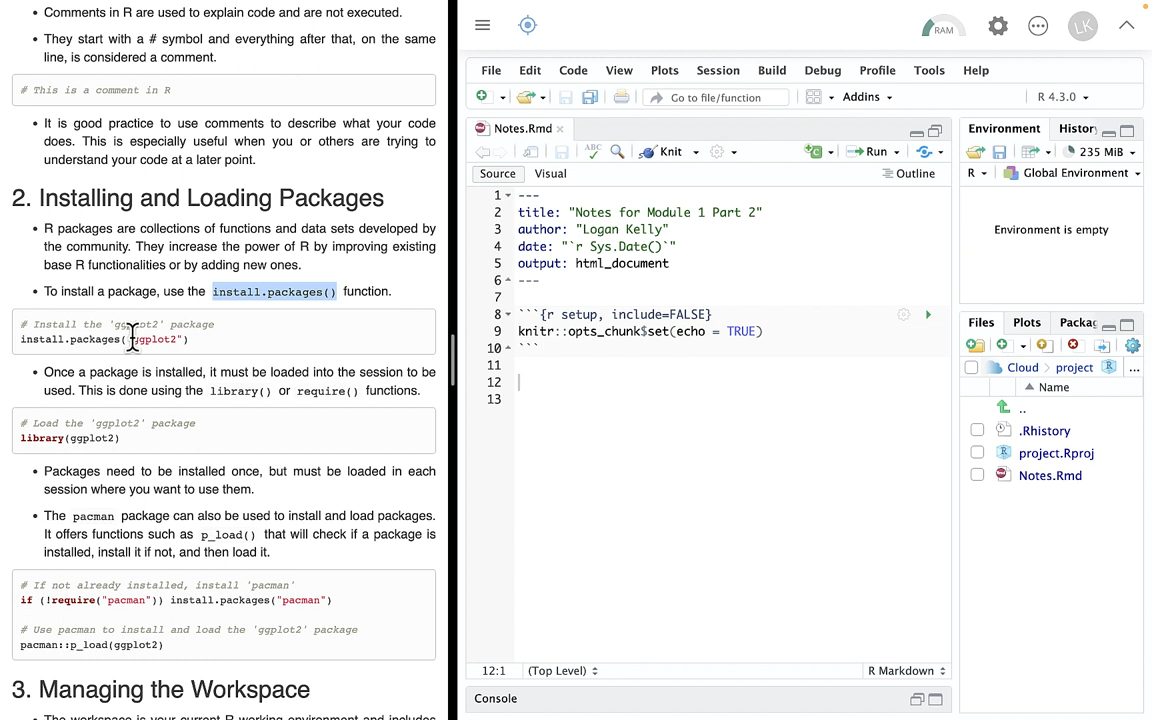 Comments in R are used to explain code and are not executed.
They start with a # symbol and everything after that, on the same
line, is considered a comment.
# This is a comment in R
It is good practice to use comments to describe what your code
does. This is especially useful when you or others are trying to
understand your code at a later point.
2. Installing and Loading Packages
R packages are collections of functions and data sets developed by
the community. They increase the power of R by improving existing
base R functionalities or by adding new ones.
To install a package, use the install.packages() function.
# Install the 'ggplot2' package
install.packages("ggplot2")
Once a package is installed, it must be loaded into the session to be
used. This is done using the library() or require() functions.
# Load the 'ggplot2' package
library(ggplot2)
Packages need to be installed once, but must be loaded in each
session where you want to use them.
The pacman package can also be used to install and load packages.
It offers functions such as p_load() that will check if a package is
installed, install it if not, and then load it.
# If not already installed, install 'pacman'
if (!require("pacman")) install.packages("pacman")
# Use pacman to install and load the 'ggplot2' package
pacman::p_load(ggplot2)
3. Managing the Workspace
The workspace is your current R working environment and includes
RAM
LK
File Edit Code View Plots Session Build Debug Profile Tools Help
Go to file/function
Addins
R 4.3.0
Notes.Rmd
ABC
Knit
Run
Source
Visual
Outline
1 ---
2 title: "Notes for Module 1 Part 2"
3 author: "Logan Kelly"
4 date: "`r Sys.Date()`"
5 output: html_document
6 ---
7
8 ```{r setup, include=FALSE}
9 knitr::opts_chunk$set(echo = TRUE)
10 ```
11
12
13
12:1
(Top Level)
R Markdown
Console
Environment
History
235 MiB
R
Global Environment
Environment is empty
Files
Plots
Packag
Cloud
project
R
...
Name
..
.Rhistory
project.Rproj
Notes.Rmd